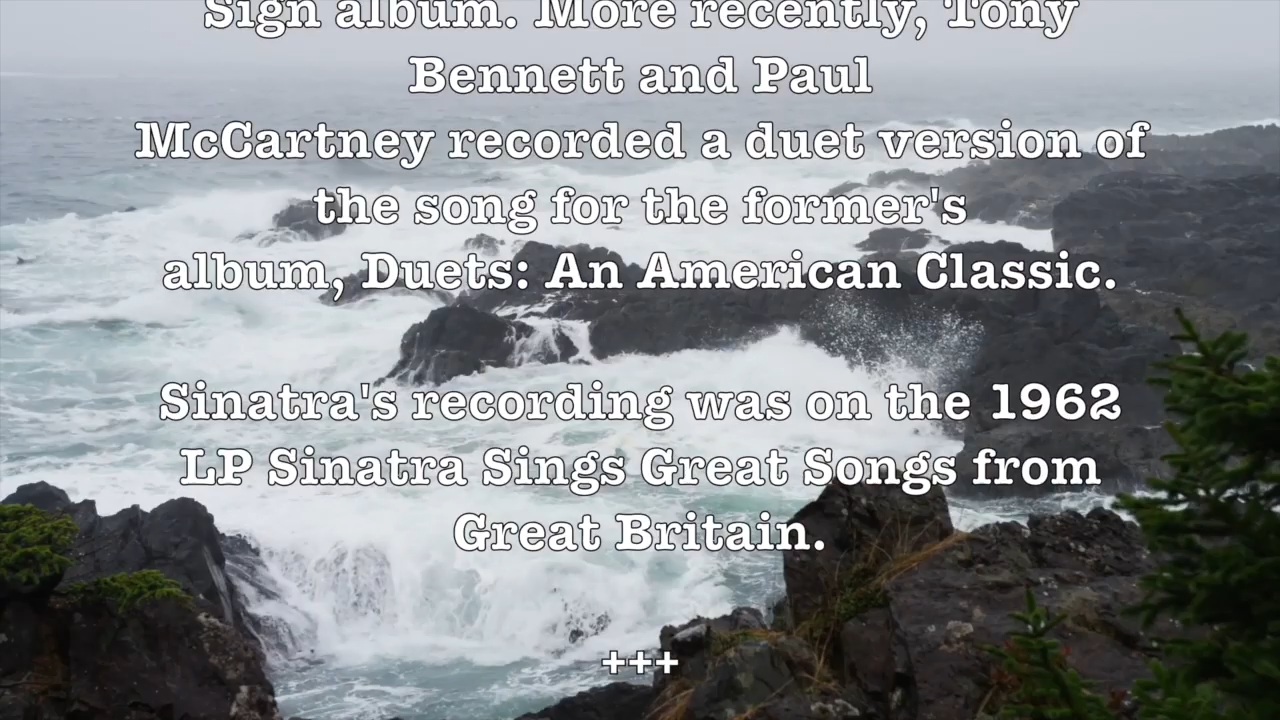 Sign album. More recently, Tony
Bennett and Paul
McCartney recorded a duet version of
the song for the former's
album, Duets: An American Classic.
Sinatra's recording was on the 1962
LP Sinatra Sings Great Songs from
Great Britain.
+++